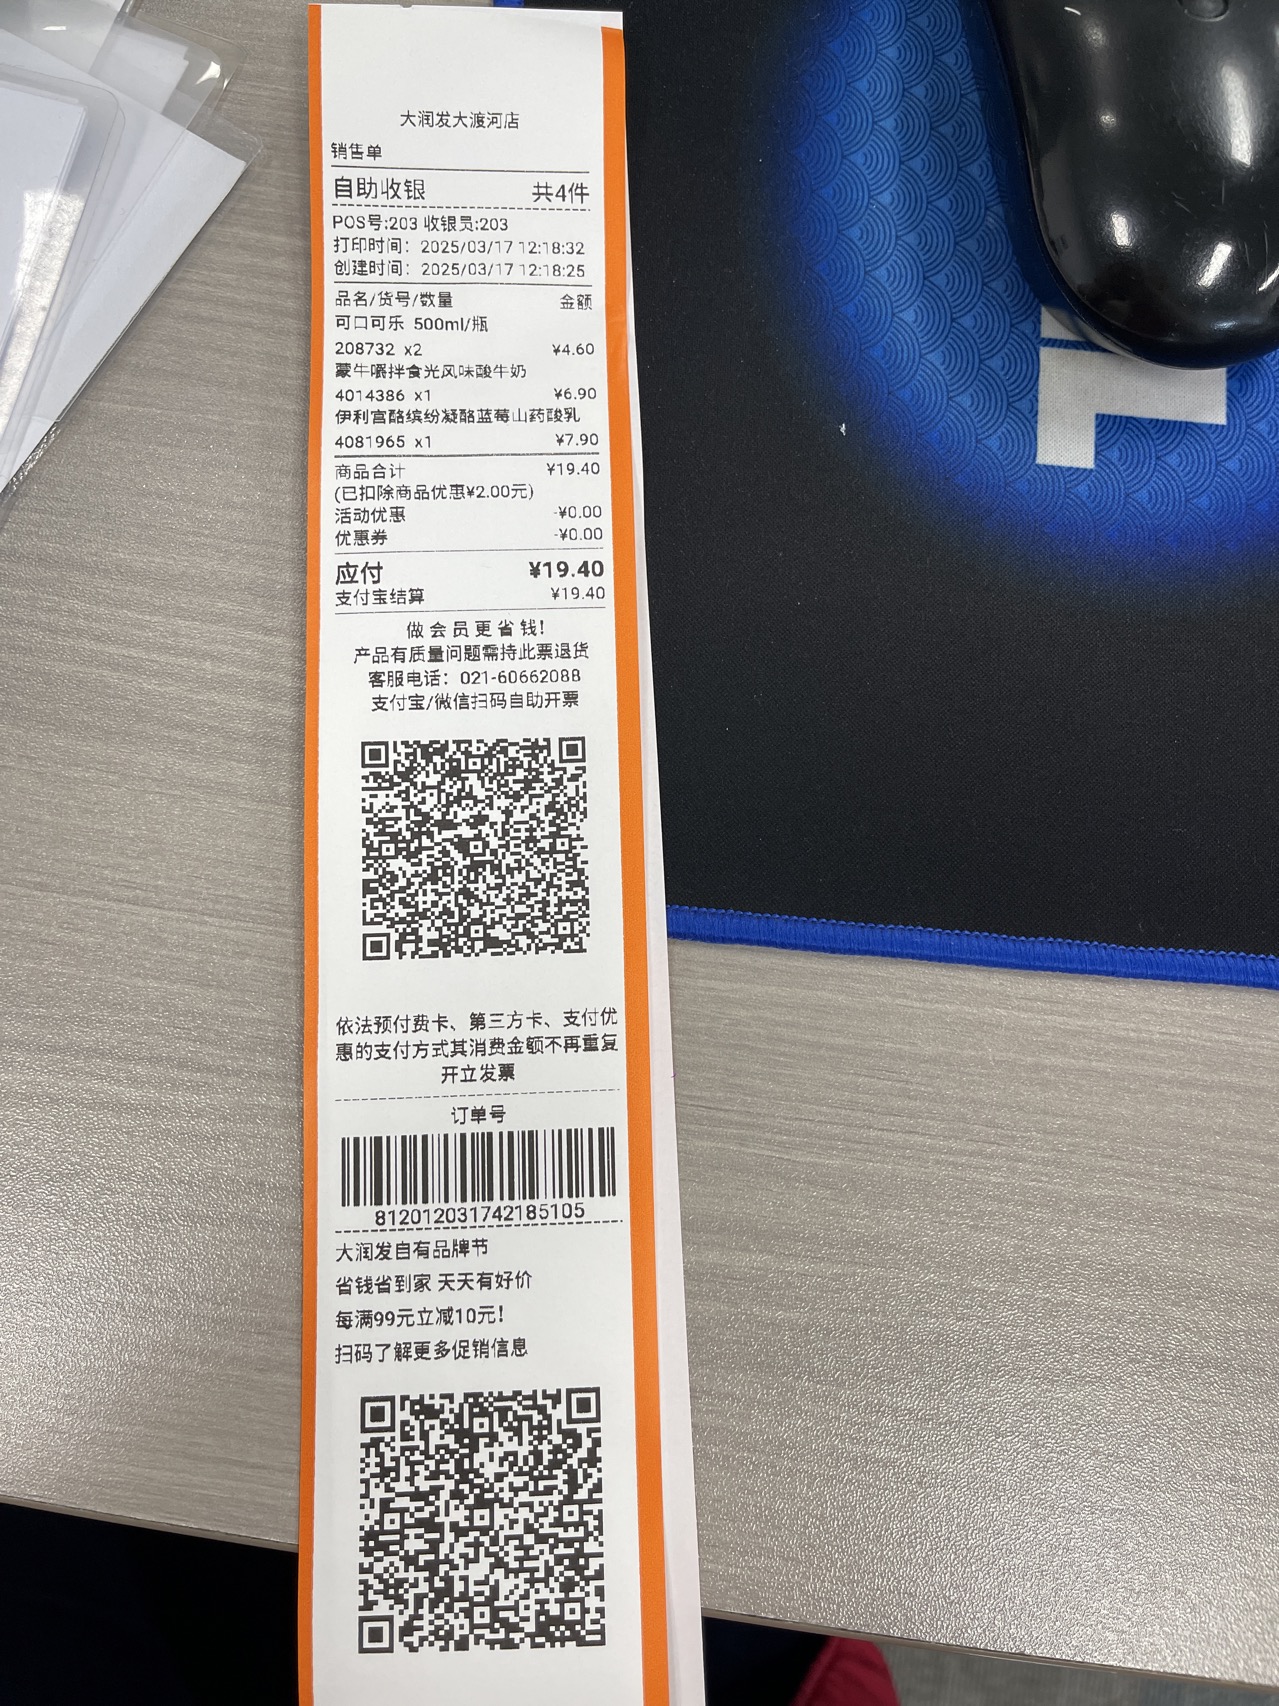 大润发大渡河店
销售单
自助收银 共4件
POS号:203 收银员:203
打印时间: 2025/03/17 12:18:32
创建时间: 2025/03/17 12:18:25
品名/货号/数量 金额
可口可乐 500ml/瓶
208732 x2 ¥4.60
蒙牛嚼拌食光风味酸牛奶
4014386 x1 ¥6.90
伊利宫酪缤纷凝酪蓝莓山药酸乳
4081965 x1 ¥7.90
商品合计 ¥19.40
(已扣除商品优惠¥2.00元)
活动优惠 -¥0.00
优惠券 -¥0.00
应付 ¥19.40
支付宝结算 ¥19.40
做会员更省钱!
产品有质量问题需持此票退货
客服电话: 021-60662088
支付宝/微信扫码自助开票
依法预付费卡、第三方卡、支付优
惠的支付方式其消费金额不再重复
开立发票
订单号
812012031742185105
大润发自有品牌节
省钱省到家 天天有好价
每满99元立减10元!
扫码了解更多促销信息